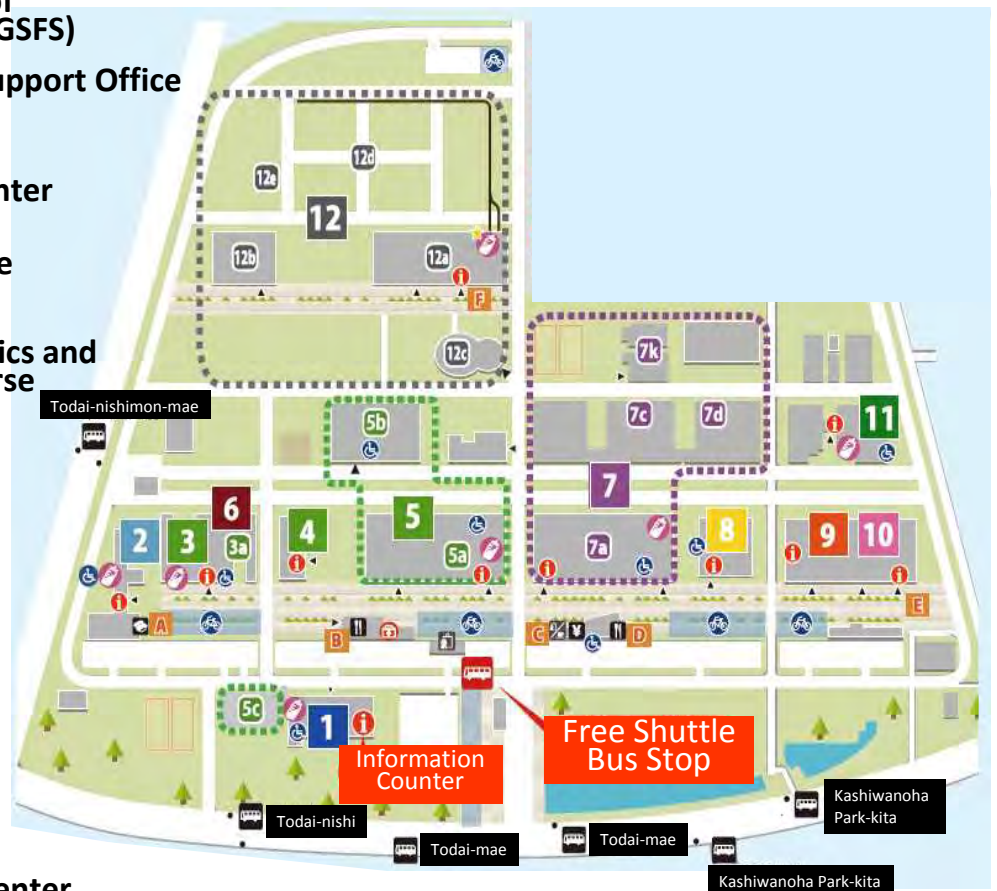 GSFS)
upport Office
nter
e
ics and
rse
Todai-nishimon-mae
12e
12d
12
12b
12a
i
F
12c
7k
5b
7c
7d
i
11
7
6
2
3
3a
4
5
5a
7a
8
9
10
i
i
i
i
i
i
i
i
i
A
B
C
¥
D
E
5c
1
i
Information
Counter
Free Shuttle
Bus Stop
Todai-nishi
Todai-mae
Todai-mae
Kashiwanoha
Park-kita
Kashiwanoha Park-kita
enter